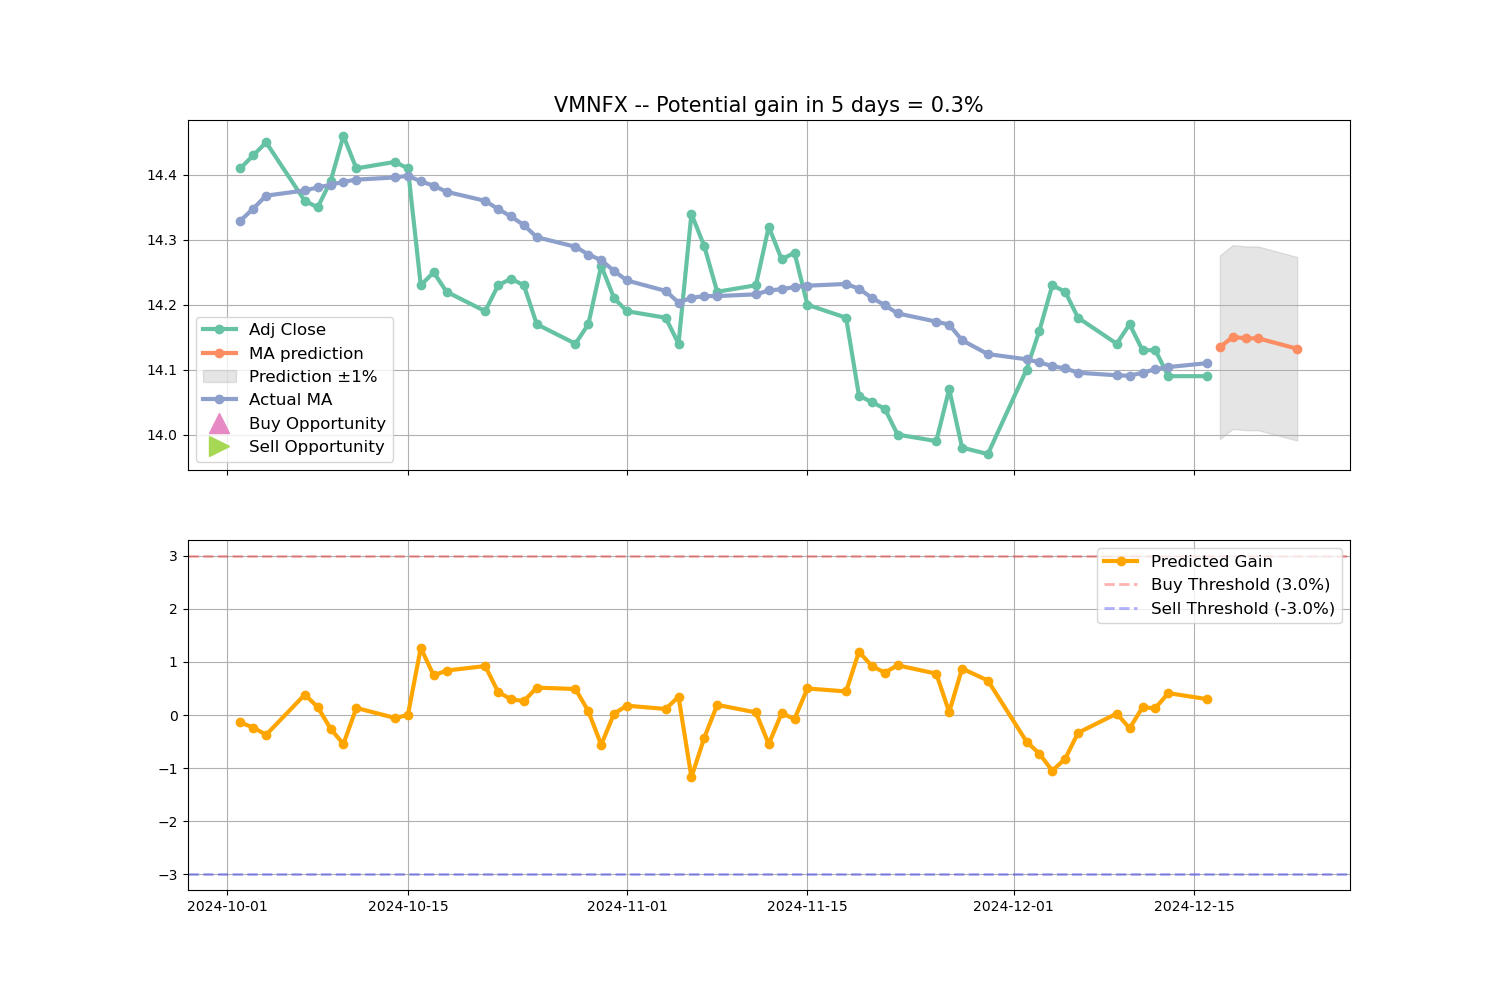 VMNFX -- Potential gain in 5 days = 0.3%
14.4
14.3
14.2
14.1
14.0
Adj Close
MA prediction
Prediction ±1%
Actual MA
Buy Opportunity
Sell Opportunity
3
2
1
0
−1
−2
−3
Predicted Gain
Buy Threshold (3.0%)
Sell Threshold (-3.0%)
2024-10-01 2024-10-15 2024-11-01 2024-11-15 2024-12-01 2024-12-15